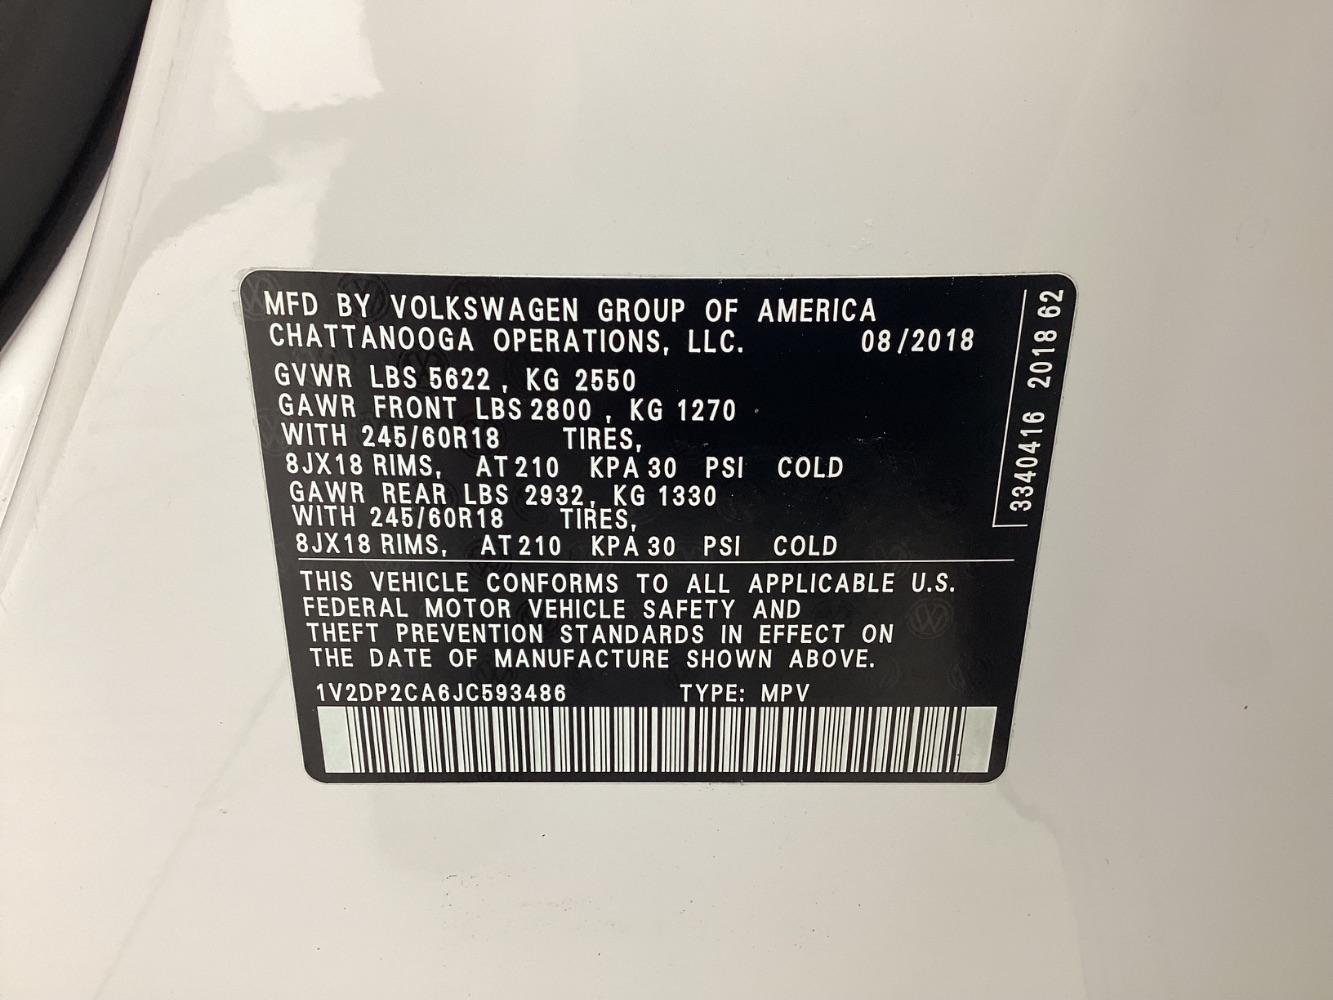 MFD BY VOLKSWAGEN GROUP OF AMERICA
CHATTANOOGA OPERATIONS, LLC. 08/2018
GVWR LBS 5622, KG 2550
GAWR FRONT LBS 2800, KG 1270
WITH 245/60R18 TIRES,
8JX18 RIMS, AT 210 KPA 30 PSI COLD
GAWR REAR LBS 2932, KG 1330
WITH 245/60R18 TIRES,
8JX18 RIMS, AT 210 KPA 30 PSI COLD
THIS VEHICLE CONFORMS TO ALL APPLICABLE U.S.
FEDERAL MOTOR VEHICLE SAFETY AND
THEFT PREVENTION STANDARDS IN EFFECT ON
THE DATE OF MANUFACTURE SHOWN ABOVE.
1V2DP2CA6JC593486 TYPE: MPV
3340416 2018 62